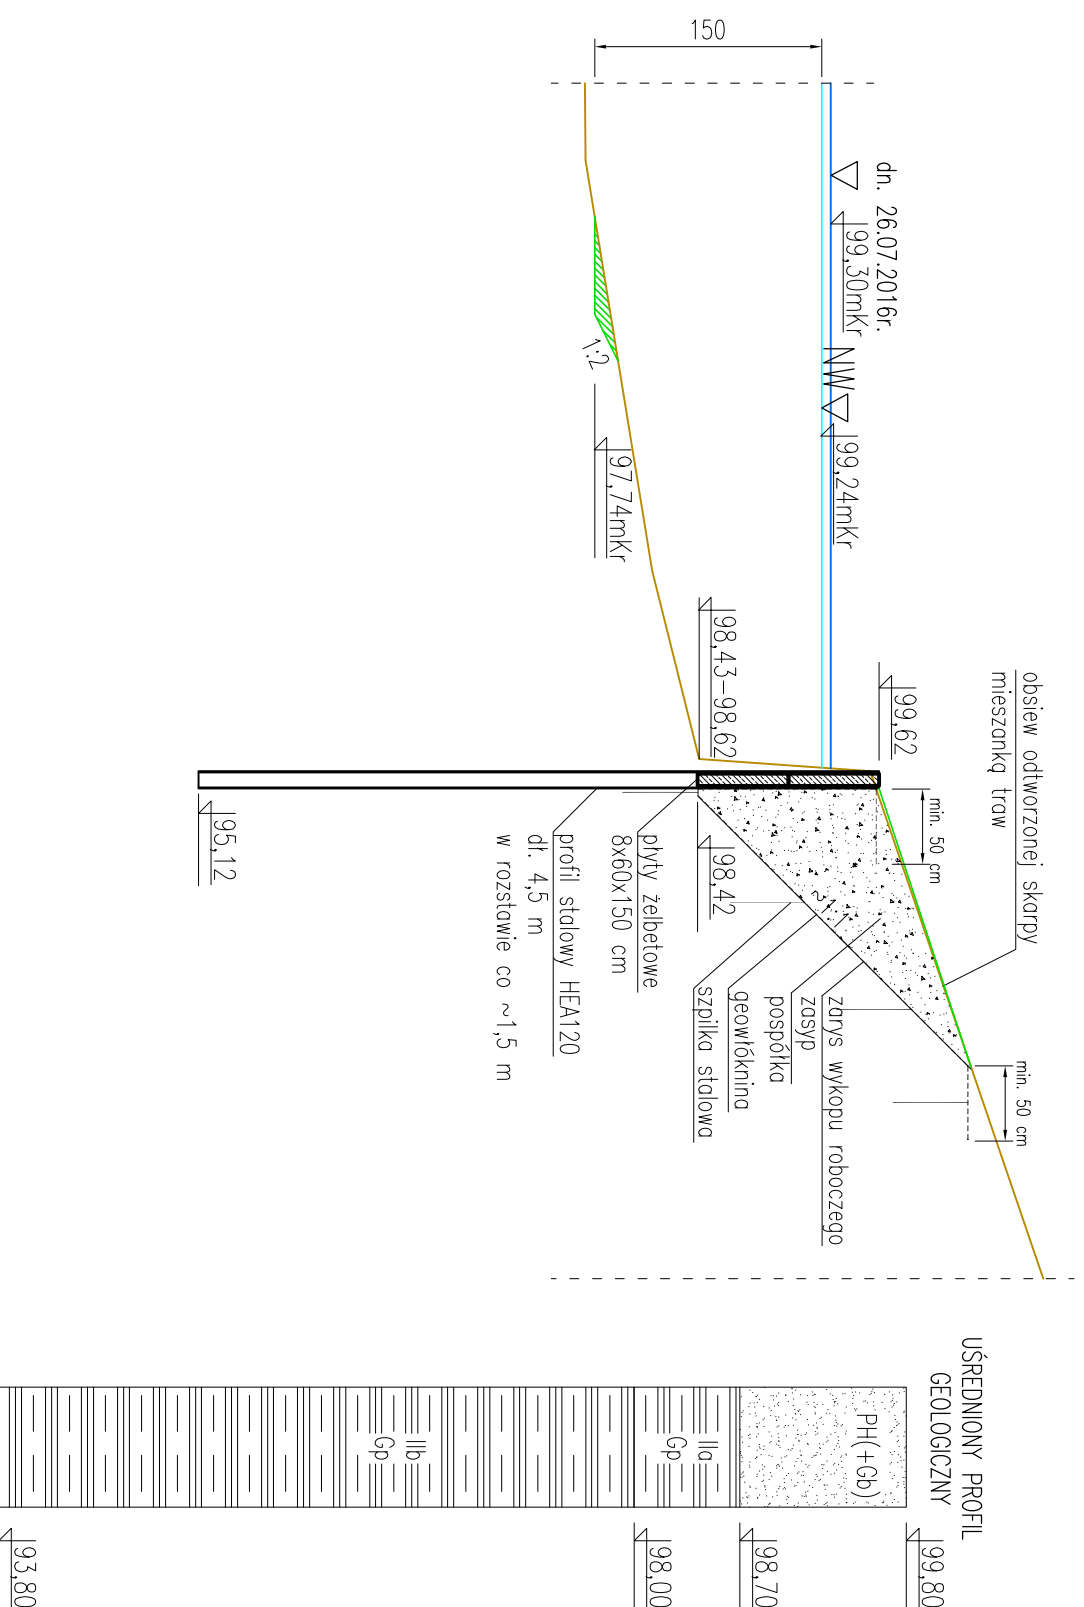 150
dn. 26.07.2016r.
99,30mKr
NW
99,24mKr
1:2
97,74mKr
98,43-98,62
99,62
obsiew odtworzonej skarpy
mieszanką traw
min. 50 cm
min. 50 cm
95,12
98,42
płyty żelbetowe
8x60x150 cm
profil stalowy HEA120
dł. 4,5 m
w rozstawie co ~1,5 m
zarys wykopu roboczego
zasyp
pospółka
geowłóknina
szpilka stalowa
UŚREDNIONY PROFIL
GEOLOGICZNY
PH(+Gb)
IIa
Gp
IIb
Gp
99,80
98,70
98,00
93,80